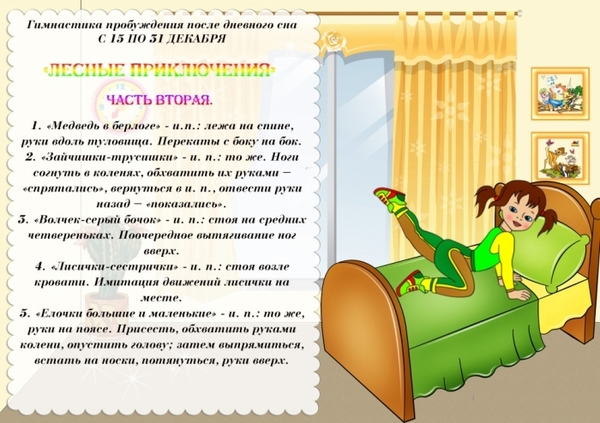 Гимнастика пробуждения после дневного сна
С 15 ПО 31 ДЕКАБРЯ
«ЛЕСНЫЕ ПРИКЛЮЧЕНИЯ»
ЧАСТЬ ВТОРАЯ.
1. «Медведь в берлоге» - и.п.: лежа на спине,
руки вдоль туловища. Перекаты с боку на бок.
2. «Зайчишки-трусишки» - и. п.: то же. Ноги
согнуть в коленях, обхватить их руками –
«спрятались», вернуться в и. п., отвести руки
назад – «показались».
3. «Волчек-серый бочок» - и. п.: стоя на средних
четвереньках. Поочередное вытягивание ног
вверх.
4. «Лисички-сестрички» - и. п.: стоя возле
кровати. Имитация движений лисички на
месте.
5. «Елочки большие и маленькие» - и. п.: то же,
руки на поясе. Присесть, обхватить руками
колени, опустить голову; затем выпрямиться,
встать на носки, потянуться, руки вверх.